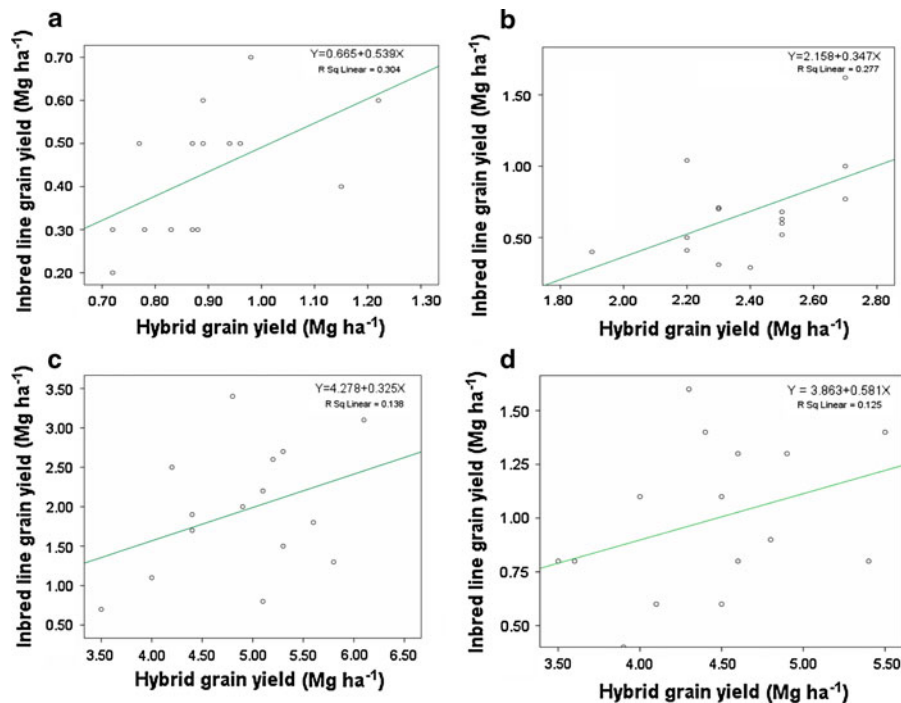 a
Y=0.665+0.539X
R Sq Linear = 0.304
Inbred line grain yield (Mg ha⁻¹)
0.70
0.60
0.50
0.40
0.30
0.20
0.70 0.80 0.90 1.00 1.10 1.20 1.30
Hybrid grain yield (Mg ha⁻¹)
b
Y=2.158+0.347X
R Sq Linear = 0.277
Inbred line grain yield (Mg ha⁻¹)
1.50
1.00
0.50
1.80 2.00 2.20 2.40 2.60 2.80
Hybrid grain yield (Mg ha⁻¹)
c
Y=4.278+0.325X
R Sq Linear = 0.138
Inbred line grain yield (Mg ha⁻¹)
3.50
3.00
2.50
2.00
1.50
1.00
0.50
3.50 4.00 4.50 5.00 5.50 6.00 6.50
Hybrid grain yield (Mg ha⁻¹)
d
Y = 3.863+0.581X
R Sq Linear = 0.125
Inbred line grain yield (Mg ha⁻¹)
1.50
1.25
1.00
0.75
0.50
3.50 4.00 4.50 5.00 5.50
Hybrid grain yield (Mg ha⁻¹)